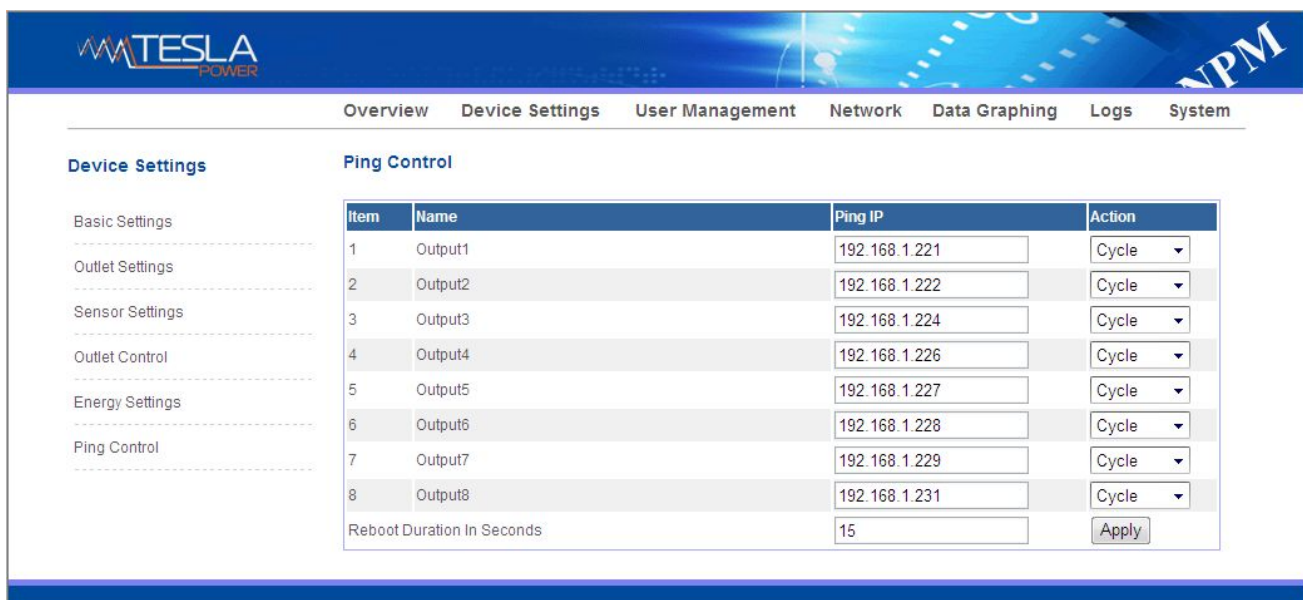 TESLA
POWER
NPM
Overview Device Settings User Management Network Data Graphing Logs System
Device Settings
Basic Settings
Outlet Settings
Sensor Settings
Outlet Control
Energy Settings
Ping Control
Ping Control
Item Name Ping IP Action
1 Output1 192.168.1.221 Cycle
2 Output2 192.168.1.222 Cycle
3 Output3 192.168.1.224 Cycle
4 Output4 192.168.1.226 Cycle
5 Output5 192.168.1.227 Cycle
6 Output6 192.168.1.228 Cycle
7 Output7 192.168.1.229 Cycle
8 Output8 192.168.1.231 Cycle
Reboot Duration In Seconds 15 Apply